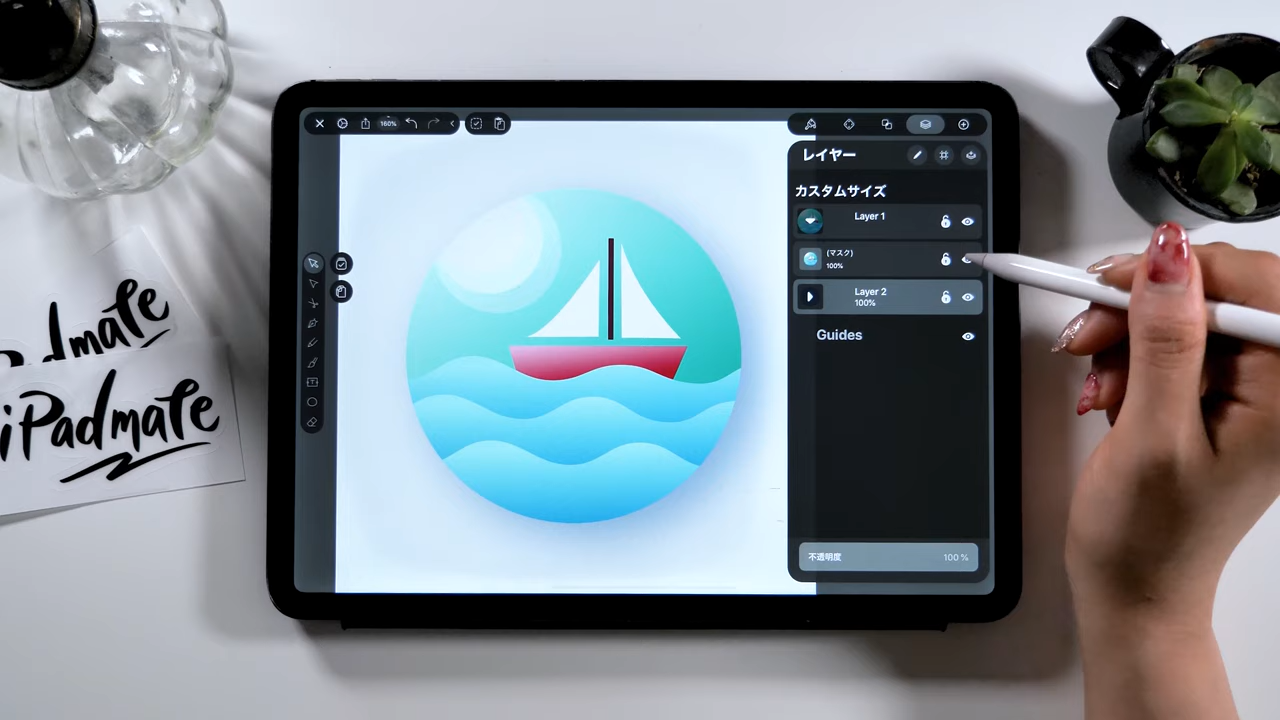 160%
レイヤー
カスタムサイズ
Layer 1
(マスク)
100%
Layer 2
100%
Guides
不透明度 100 %
dmate
iPadmate